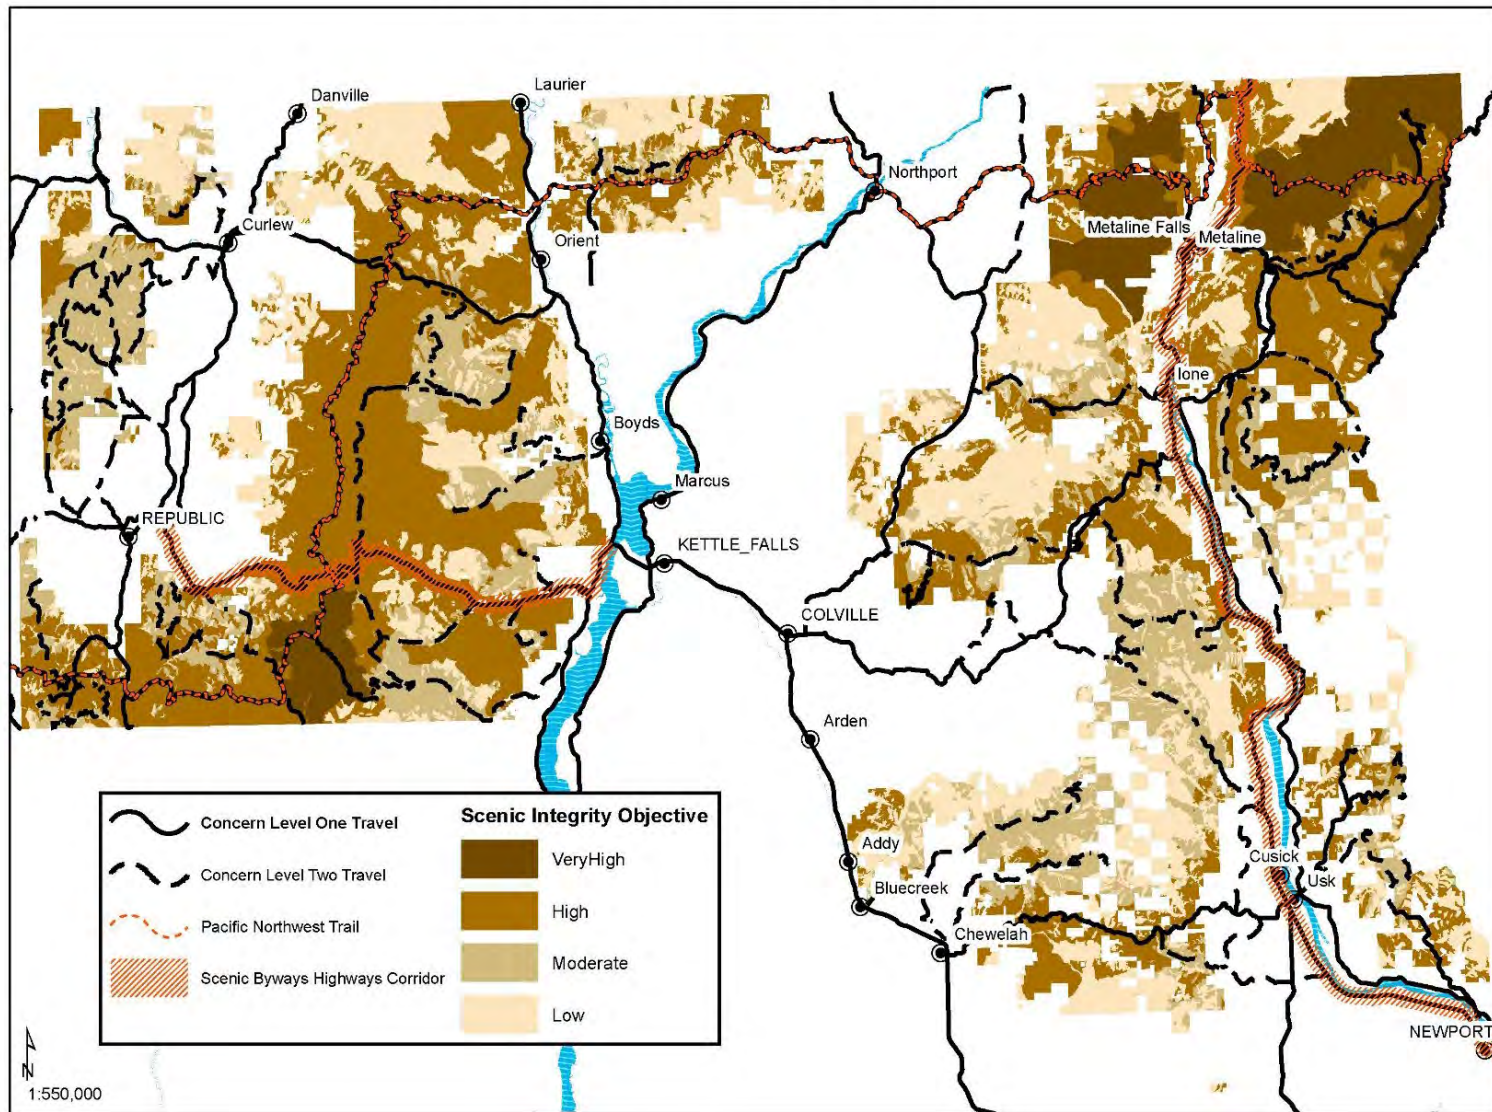 Laurier
Danville
Northport
Curlew
Metaline Falls
Metaline
Orient
Ione
Boyds
Marcus
REPUBLIC
KETTLE_FALLS
COLVILLE
Arden
Addy
Cusick
Usk
Bluecreek
Chewelah
NEWPORT
Concern Level One Travel
Concern Level Two Travel
Pacific Northwest Trail
Scenic Byways Highways Corridor
Scenic Integrity Objective
VeryHigh
High
Moderate
Low
N
1:550,000